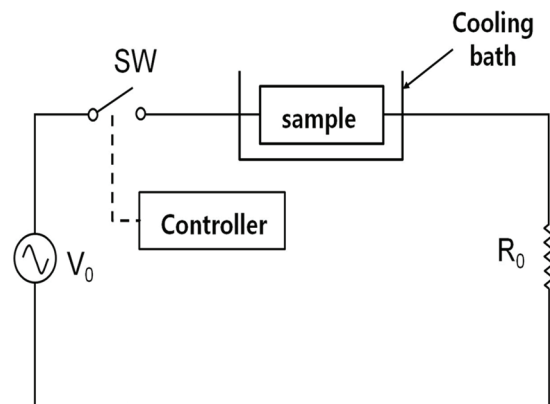 Cooling
bath
SW
sample
Controller
V₀
R₀